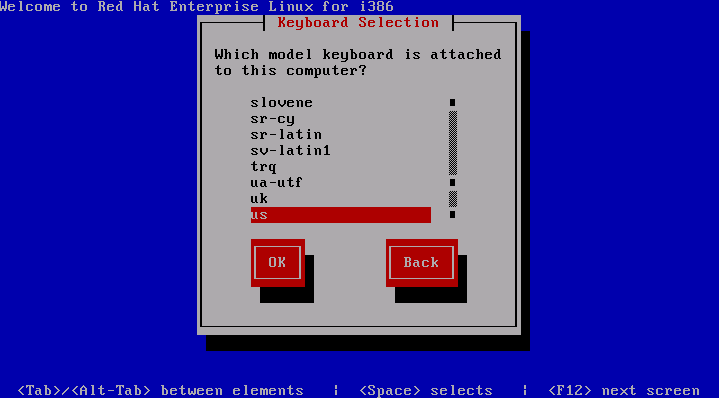 Welcome to Red Hat Enterprise Linux for i386
Keyboard Selection
Which model keyboard is attached
to this computer?
slovene
sr-cy
sr-latin
sv-latin1
trq
ua-utf
uk
us
OK Back
<Tab>/<Alt-Tab> between elements | <Space> selects | <F12> next screen